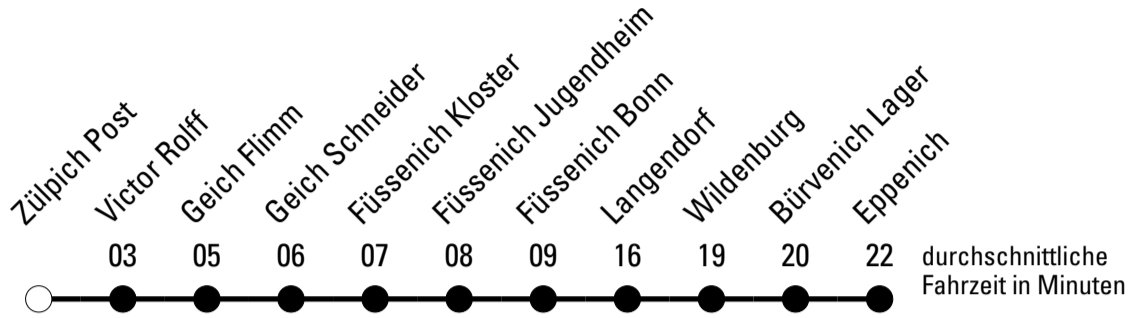 Zülpich Post
Victor Rolff
Geich Flimm
Geich Schneider
Füssenich Kloster
Füssenich Jugendheim
Füssenich Bonn
Langendorf
Wildenburg
Bürvenich Lager
Eppenich
03 05 06 07 08 09 16 19 20 22
durchschnittliche
Fahrzeit in Minuten